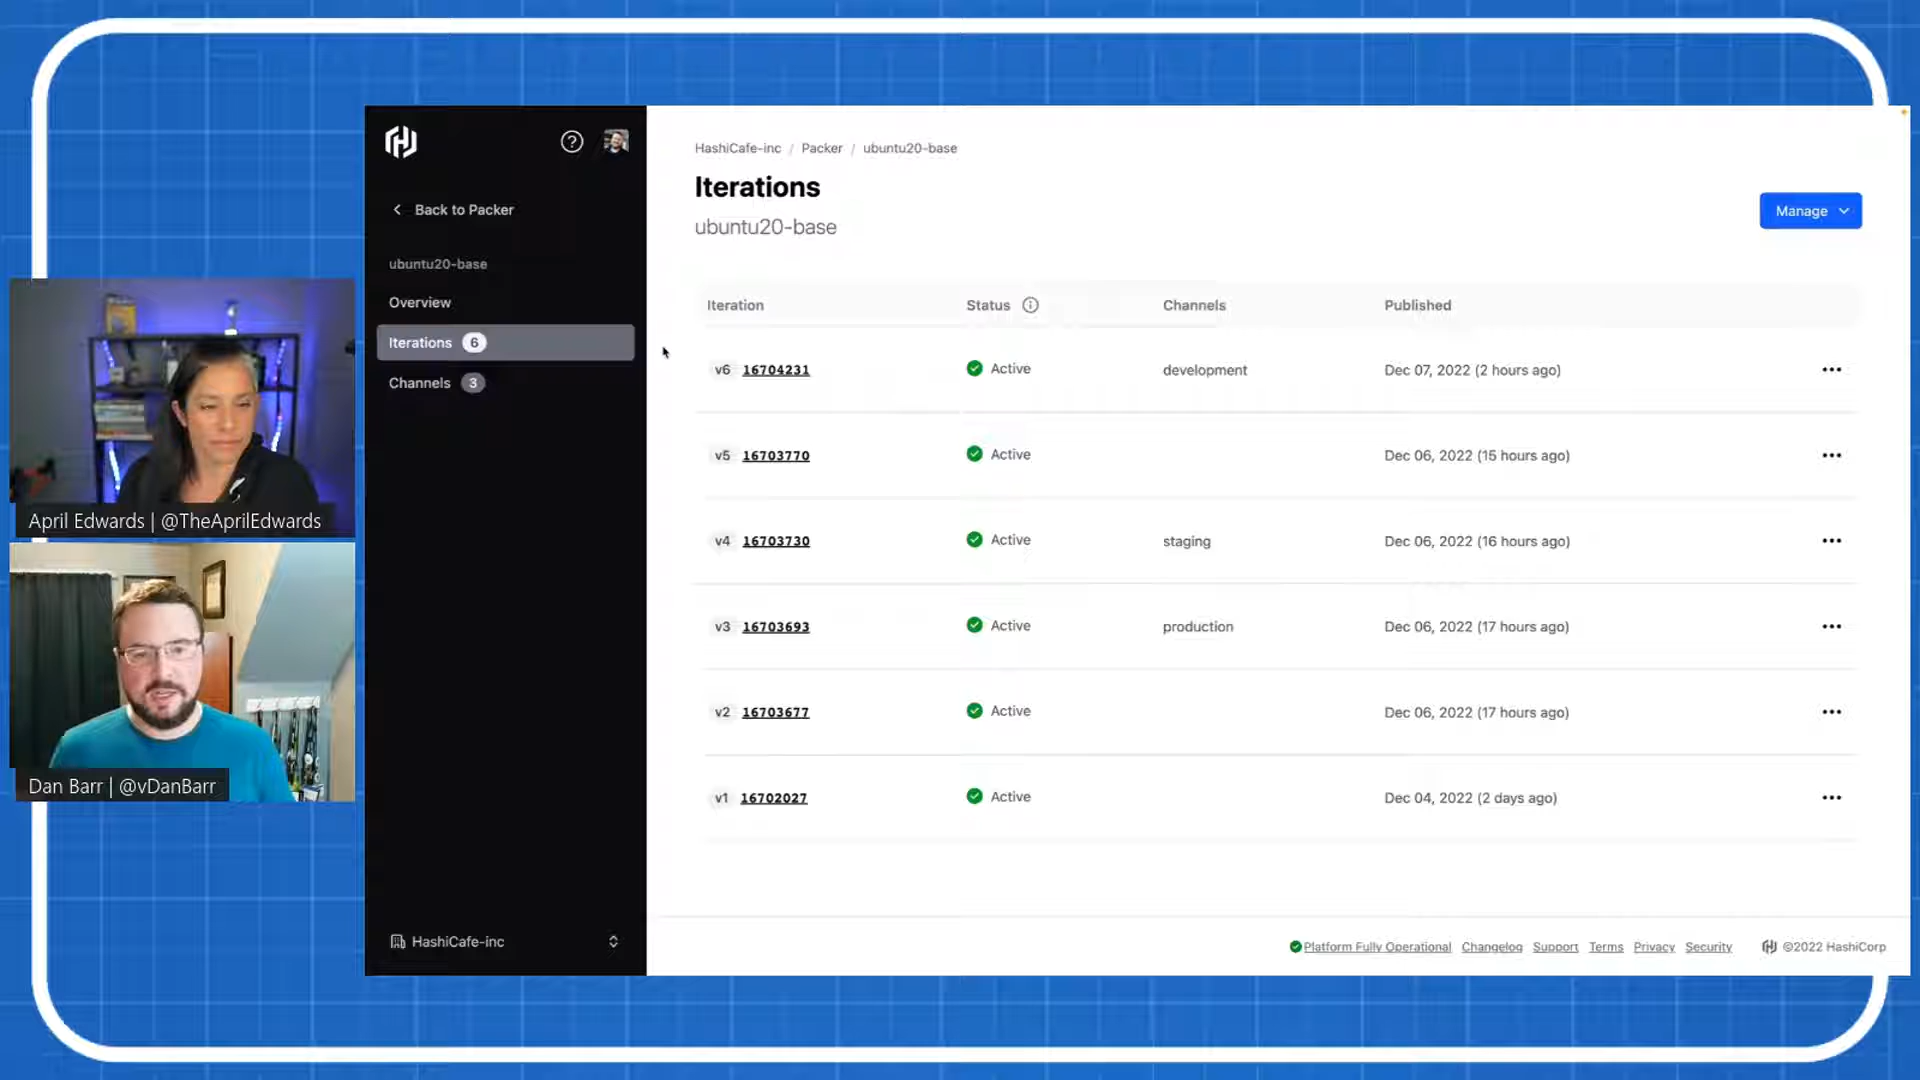 HashiCafe-inc / Packer / ubuntu20-base
Iterations
ubuntu20-base
Manage
Back to Packer
ubuntu20-base
Overview
Iterations 6
Channels 3
HashiCafe-inc
Iteration Status Channels Published
v6 16704231 Active development Dec 07, 2022 (2 hours ago)
v5 16703770 Active Dec 06, 2022 (15 hours ago)
v4 16703730 Active staging Dec 06, 2022 (16 hours ago)
v3 16703693 Active production Dec 06, 2022 (17 hours ago)
v2 16703677 Active Dec 06, 2022 (17 hours ago)
v1 16702027 Active Dec 04, 2022 (2 days ago)
Platform Fully Operational Changelog Support Terms Privacy Security ©2022 HashiCorp
April Edwards | @TheAprilEdwards
Dan Barr | @vDanBarr